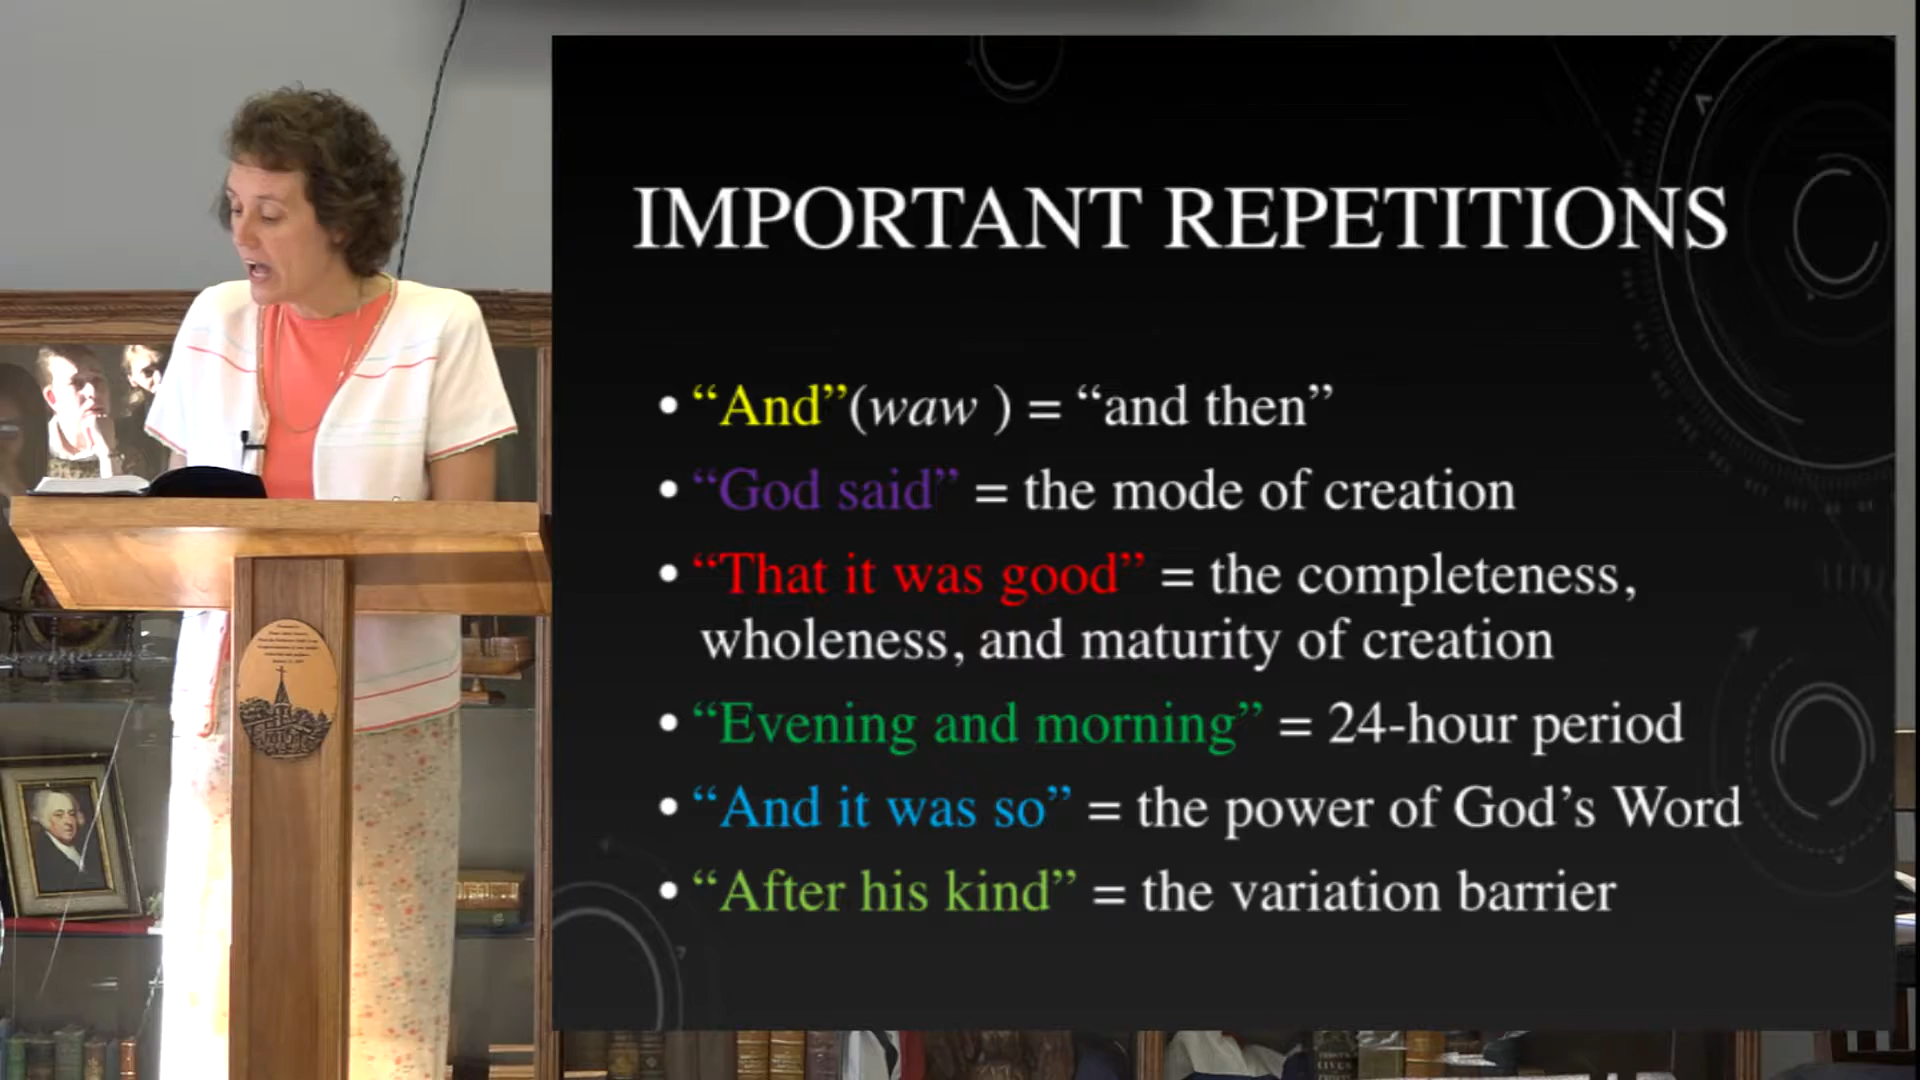 IMPORTANT REPETITIONS
• “And”(waw ) = “and then”
• “God said” = the mode of creation
• “That it was good” = the completeness,
wholeness, and maturity of creation
• “Evening and morning” = 24-hour period
• “And it was so” = the power of God’s Word
• “After his kind” = the variation barrier